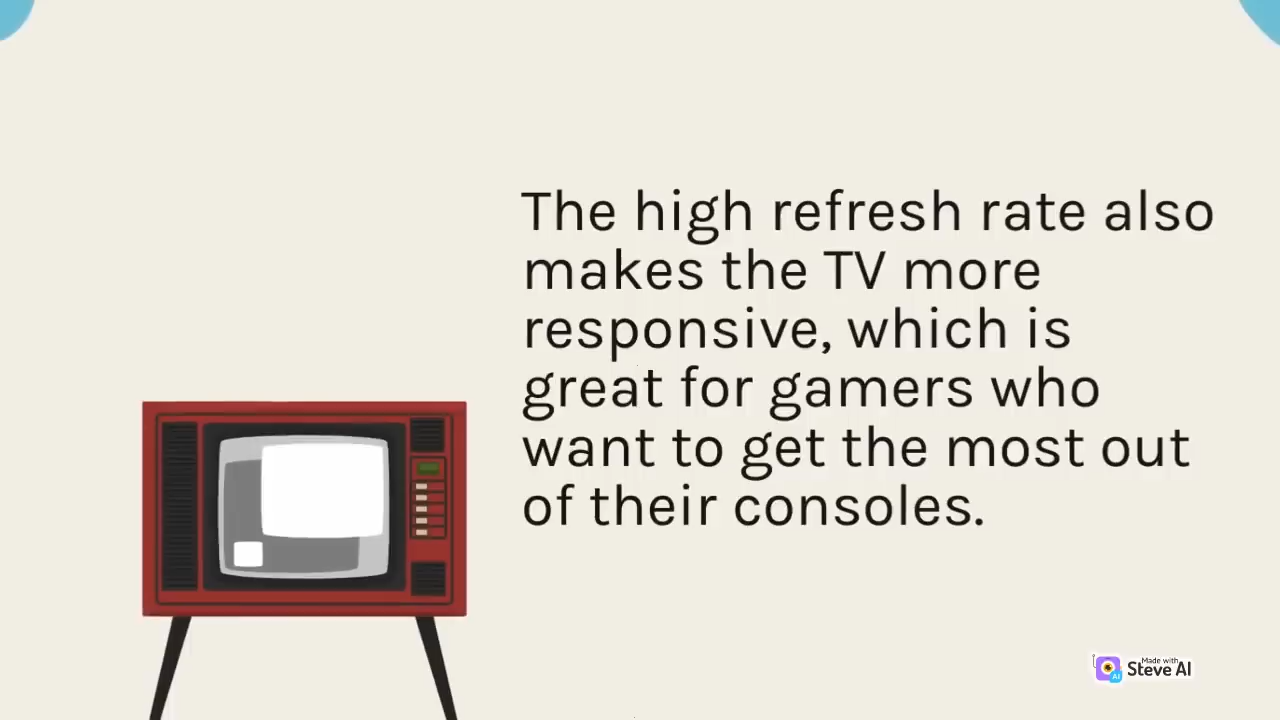 The high refresh rate also
makes the TV more
responsive, which is
great for gamers who
want to get the most out
of their consoles.
Made with
Steve AI
AI